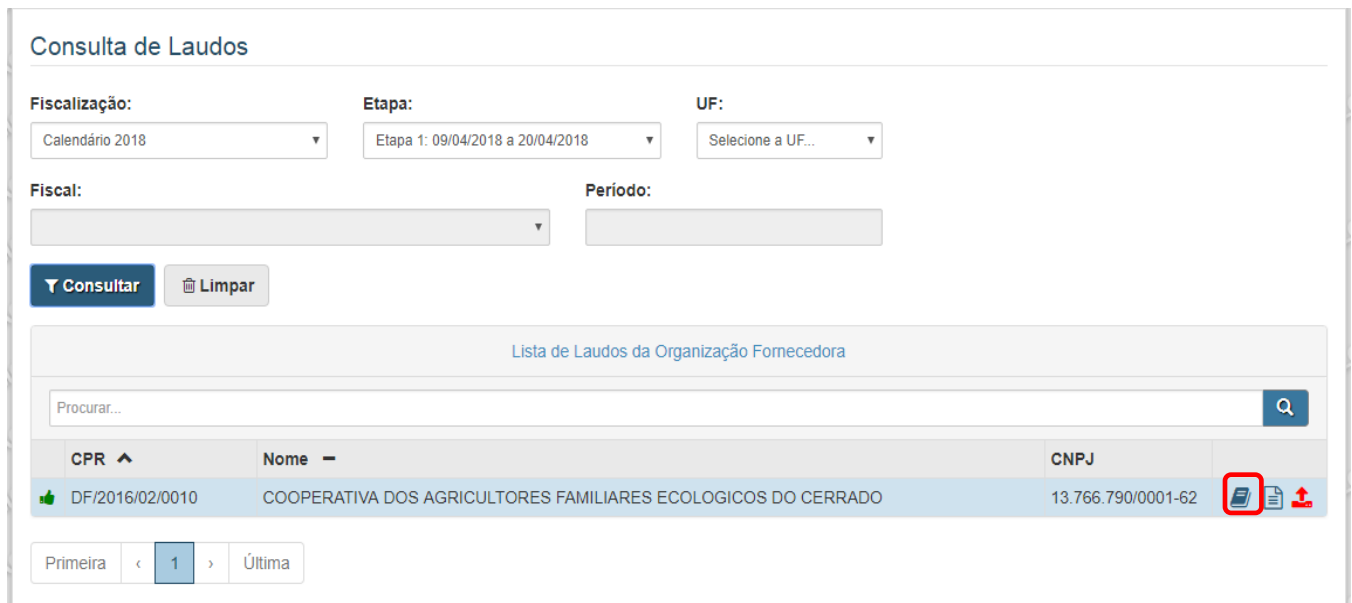 Consulta de Laudos
Fiscalização: Etapa: UF:
Calendário 2018 Etapa 1: 09/04/2018 a 20/04/2018 Selecione a UF...
Fiscal: Período:
Consultar Limpar
Lista de Laudos da Organização Fornecedora
Procurar...
CPR Nome CNPJ
DF/2016/02/0010 COOPERATIVA DOS AGRICULTORES FAMILIARES ECOLOGICOS DO CERRADO 13.766.790/0001-62
Primeira ‹ 1 › Última